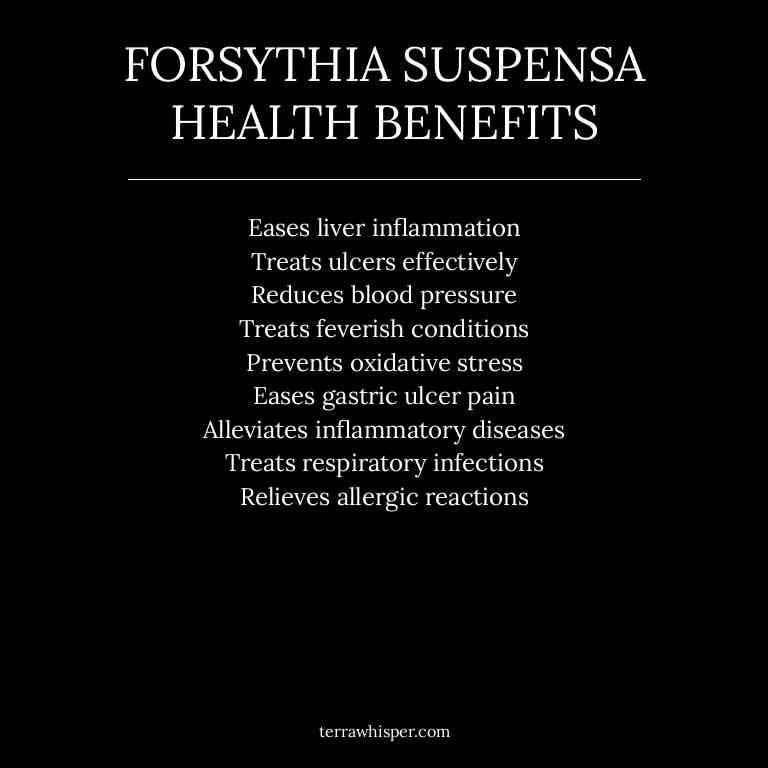 FORSYTHIA SUSPENSA
HEALTH BENEFITS
Eases liver inflammation
Treats ulcers effectively
Reduces blood pressure
Treats feverish conditions
Prevents oxidative stress
Eases gastric ulcer pain
Alleviates inflammatory diseases
Treats respiratory infections
Relieves allergic reactions
terrawhisper.com